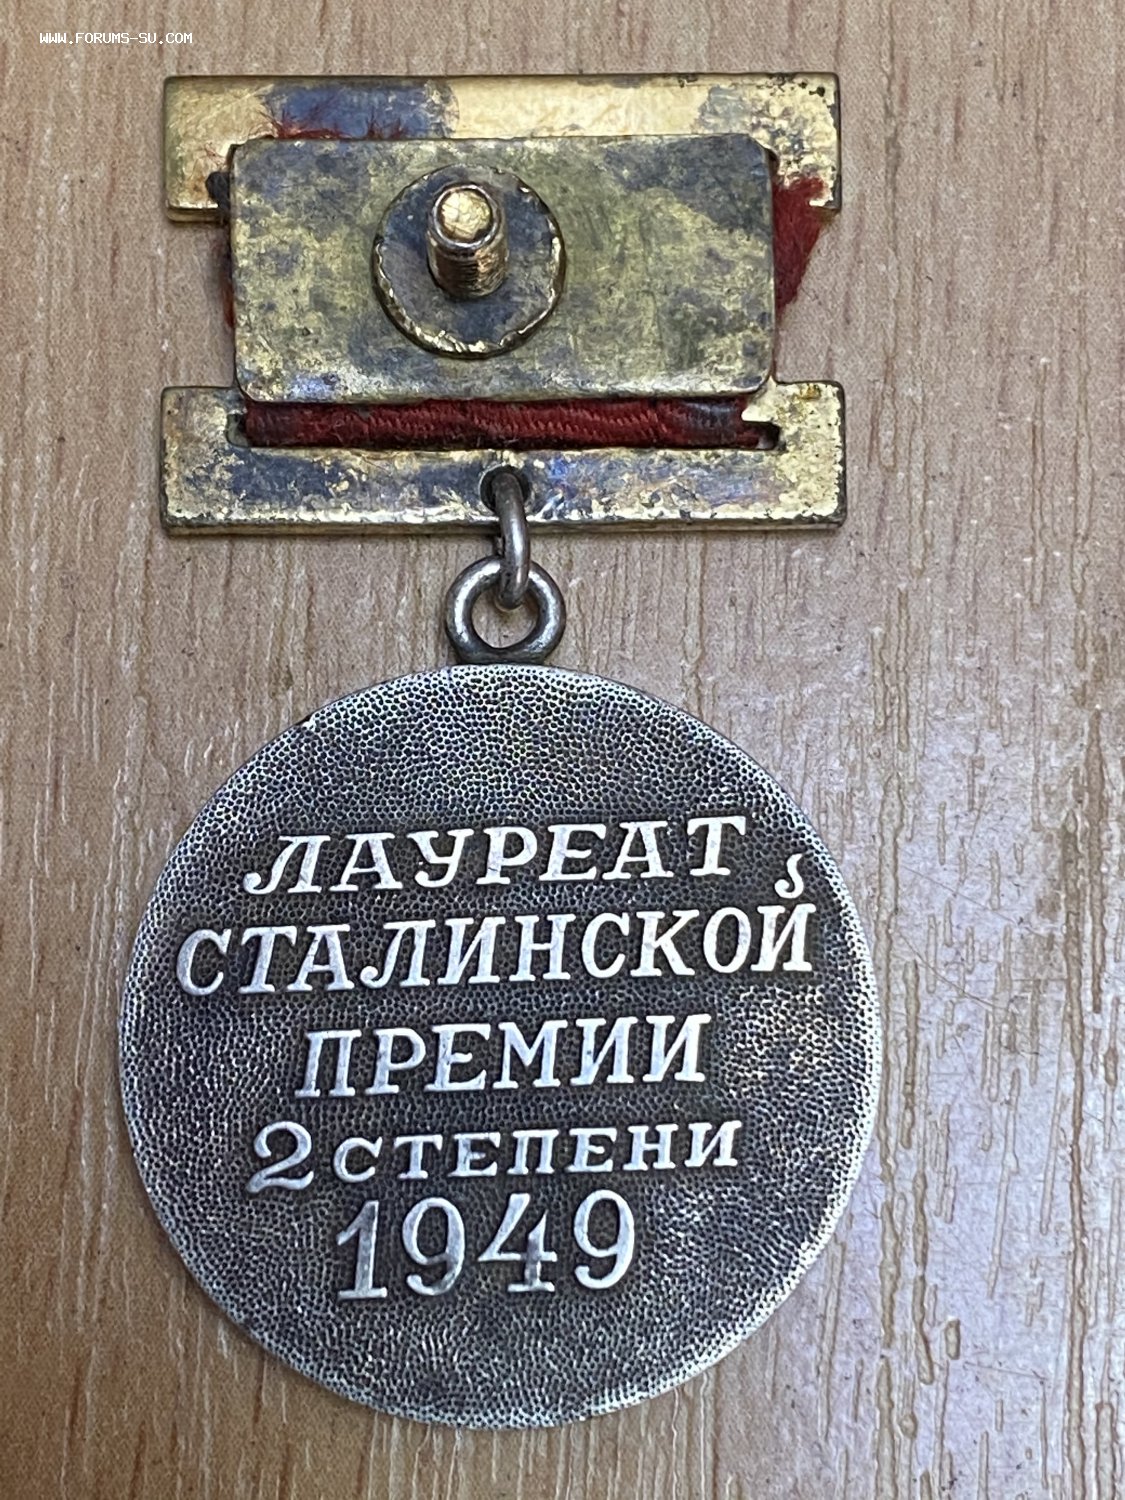 WWW.FORUMS-SU.COM
ЛАУРЕАТ
СТАЛИНСКОЙ
ПРЕМИИ
2 СТЕПЕНИ
1949